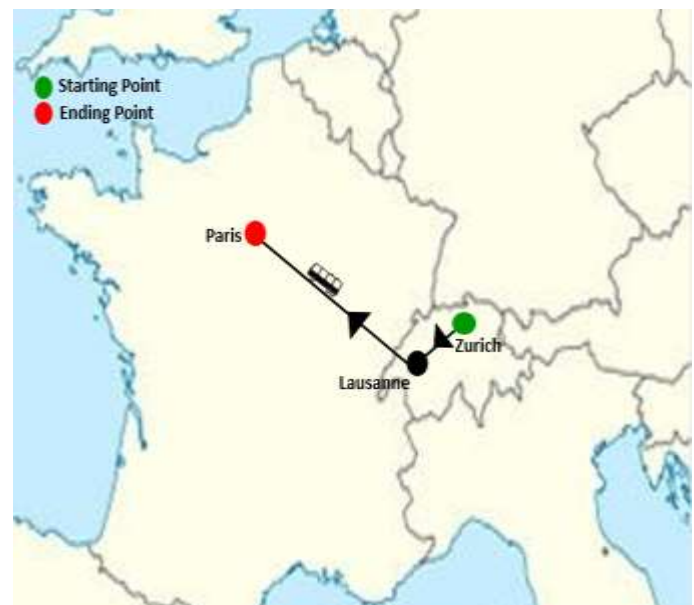 Starting Point
Ending Point
Paris
Zurich
Lausanne